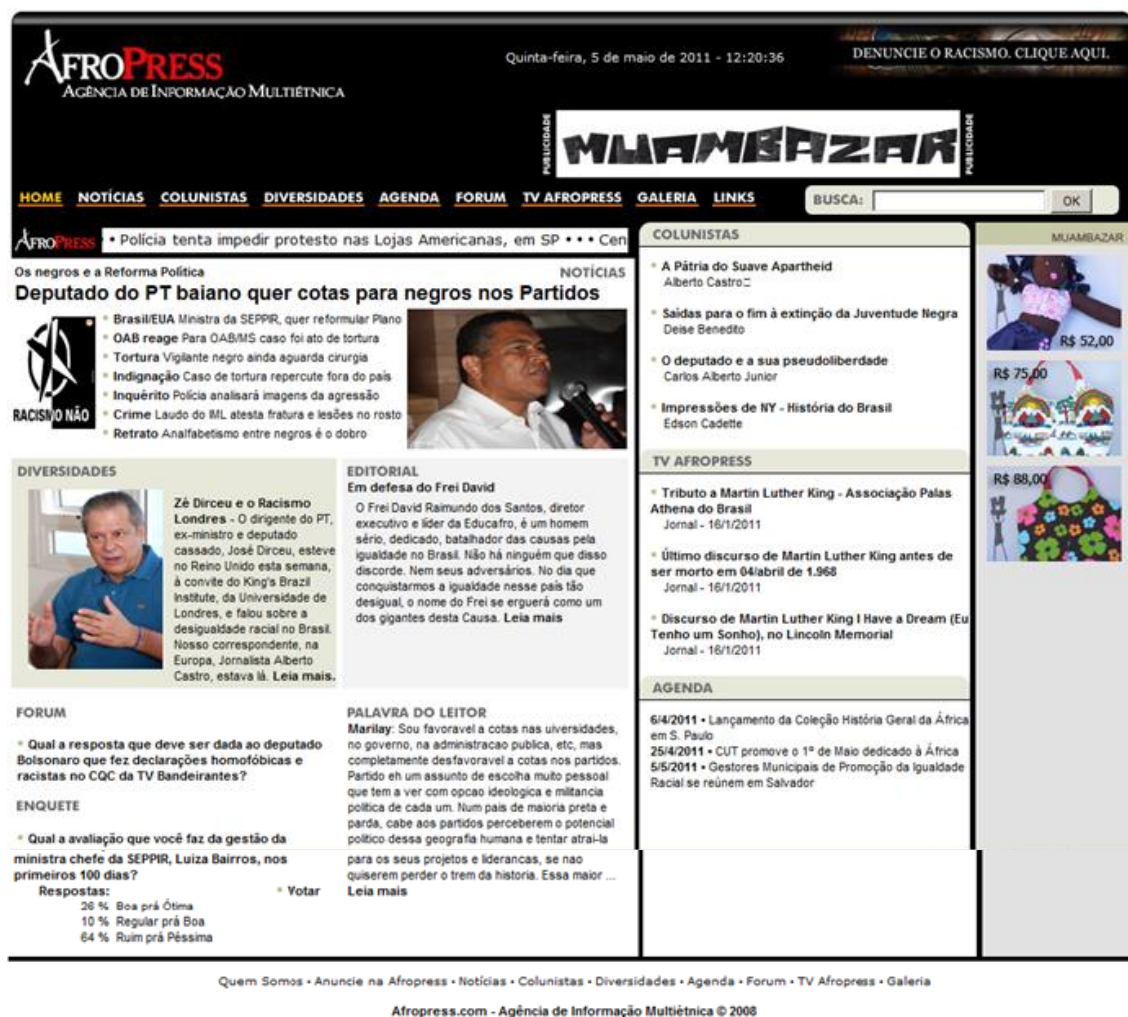 AFROPRESS
AGÊNCIA DE INFORMAÇÃO MULTIÉTNICA
Quinta-feira, 5 de maio de 2011 - 12:20:36
DENUNCIE O RACISMO. CLIQUE AQUI.
PUBLICIDADE
MUAMBAZAR
PUBLICIDADE
HOME NOTÍCIAS COLUNISTAS DIVERSIDADES AGENDA FORUM TV AFROPRESS GALERIA LINKS
BUSCA: OK
AFROPRESS • Polícia tenta impedir protesto nas Lojas Americanas, em SP • • • Cen
Os negros e a Reforma Política
NOTÍCIAS
Deputado do PT baiano quer cotas para negros nos Partidos
RACISMO NÃO
Brasil/EUA Ministra da SEPPIR, quer reformular Plano
OAB reage Para OAB/MS caso foi ato de tortura
Tortura Vigilante negro ainda aguarda cirurgia
Indignação Caso de tortura repercute fora do país
Inquérito Polícia analisará imagens da agressão
Crime Laudo do IML atesta fratura e lesões no rosto
Retrato Analfabetismo entre negros é o dobro
DIVERSIDADES
Zé Dirceu e o Racismo
Londres - O dirigente do PT,
ex-ministro e deputado
cassado, José Dirceu, esteve
no Reino Unido esta semana,
à convite do King's Brazil
Institute, da Universidade de
Londres, e falou sobre a
desigualdade racial no Brasil.
Nosso correspondente, na
Europa, Jornalista Alberto
Castro, estava lá. Leia mais.
EDITORIAL
Em defesa do Frei David
O Frei David Raimundo dos Santos, diretor
executivo e líder da Educafro, é um homem
sério, dedicado, batalhador das causas pela
igualdade no Brasil. Não há ninguém que disso
discorde. Nem seus adversários. No dia que
conquistarmos a igualdade nesse país tão
desigual, o nome do Frei se erguerá como um
dos gigantes desta Causa. Leia mais
FORUM
Qual a resposta que deve ser dada ao deputado
Bolsonaro que fez declarações homofóbicas e
racistas no CQC da TV Bandeirantes?
ENQUETE
Qual a avaliação que você faz da gestão da
ministra chefe da SEPPIR, Luiza Bairros, nos
primeiros 100 dias?
Respostas: Votar
26 % Boa prá Ótima
10 % Regular prá Boa
64 % Ruim prá Péssima
PALAVRA DO LEITOR
Marilay: Sou favoravel a cotas nas uiversidades,
no governo, na administracao publica, etc, mas
completamente desfavoravel a cotas nos partidos.
Partido eh um assunto de escolha muito pessoal
que tem a ver com opcao ideologica e militancia
politica de cada um. Num pais de maioria preta e
parda, cabe aos partidos perceberem o potencial
politico dessa geografia humana e tentar atrai-la
para os seus projetos e liderancas, se nao
quiserem perder o trem da historia. Essa maior ...
Leia mais
COLUNISTAS
A Pátria do Suave Apartheid
Alberto Castro
Saídas para o fim à extinção da Juventude Negra
Deise Benedito
O deputado e a sua pseudoliberdade
Carlos Alberto Junior
Impressões de NY - História do Brasil
Edson Cadette
TV AFROPRESS
Tributo a Martin Luther King - Associação Palas
Athena do Brasil
Jornal - 16/1/2011
Último discurso de Martin Luther King antes de
ser morto em 04/abril de 1.968
Jornal - 16/1/2011
Discurso de Martin Luther King I Have a Dream (Eu
Tenho um Sonho), no Lincoln Memorial
Jornal - 16/1/2011
AGENDA
6/4/2011 • Lançamento da Coleção História Geral da África
em S. Paulo
25/4/2011 • CUT promove o 1º de Maio dedicado à África
5/5/2011 • Gestores Municipais de Promoção da Igualdade
Racial se reúnem em Salvador
MUAMBAZAR
R$ 52,00
R$ 75,00
R$ 88,00
Quem Somos • Anuncie na Afropress • Notícias • Colunistas • Diversidades • Agenda • Forum • TV Afropress • Galeria
Afropress.com - Agência de Informação Multiétnica © 2008